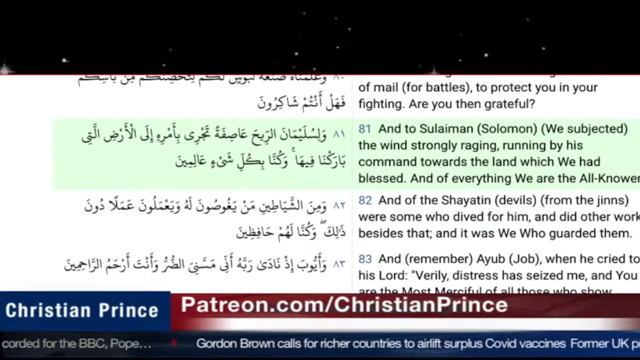 وَعَلَّمْنَاهُ صَنْعَةَ لَبُوسٍ لَكُمْ لِتُحْصِنَكُمْ مِنْ بَأْسِكُمْ
فَهَلْ أَنْتُمْ شَاكِرُونَ
of mail (for battles), to protect you in your
fighting. Are you then grateful?
٨١ وَلِسُلَيْمَانَ الرِّيحَ عَاصِفَةً تَجْرِي بِأَمْرِهِ إِلَى الْأَرْضِ الَّتِي
بَارَكْنَا فِيهَا ۚ وَكُنَّا بِكُلِّ شَيْءٍ عَالِمِينَ
81 And to Sulaiman (Solomon) (We subjected)
the wind strongly raging, running by his
command towards the land which We had
blessed. And of everything We are the All-Knower
٨٢ وَمِنَ الشَّيَاطِينِ مَنْ يَغُوصُونَ لَهُ وَيَعْمَلُونَ عَمَلًا دُونَ
ذَٰلِكَ ۖ وَكُنَّا لَهُمْ حَافِظِينَ
82 And of the Shayatin (devils) (from the jinns)
were some who dived for him, and did other work
besides that; and it was We Who guarded them.
٨٣ وَأَيُّوبَ إِذْ نَادَىٰ رَبَّهُ أَنِّي مَسَّنِيَ الضُّرُّ وَأَنْتَ أَرْحَمُ الرَّاحِمِينَ
83 And (remember) Ayub (Job), when he cried to
his Lord: "Verily, distress has seized me, and You
are the Most Merciful of all those who show
Christian Prince
Patreon.com/ChristianPrince
corded for the BBC, Pope...
Gordon Brown calls for richer countries to airlift surplus Covid vaccines
Former UK p